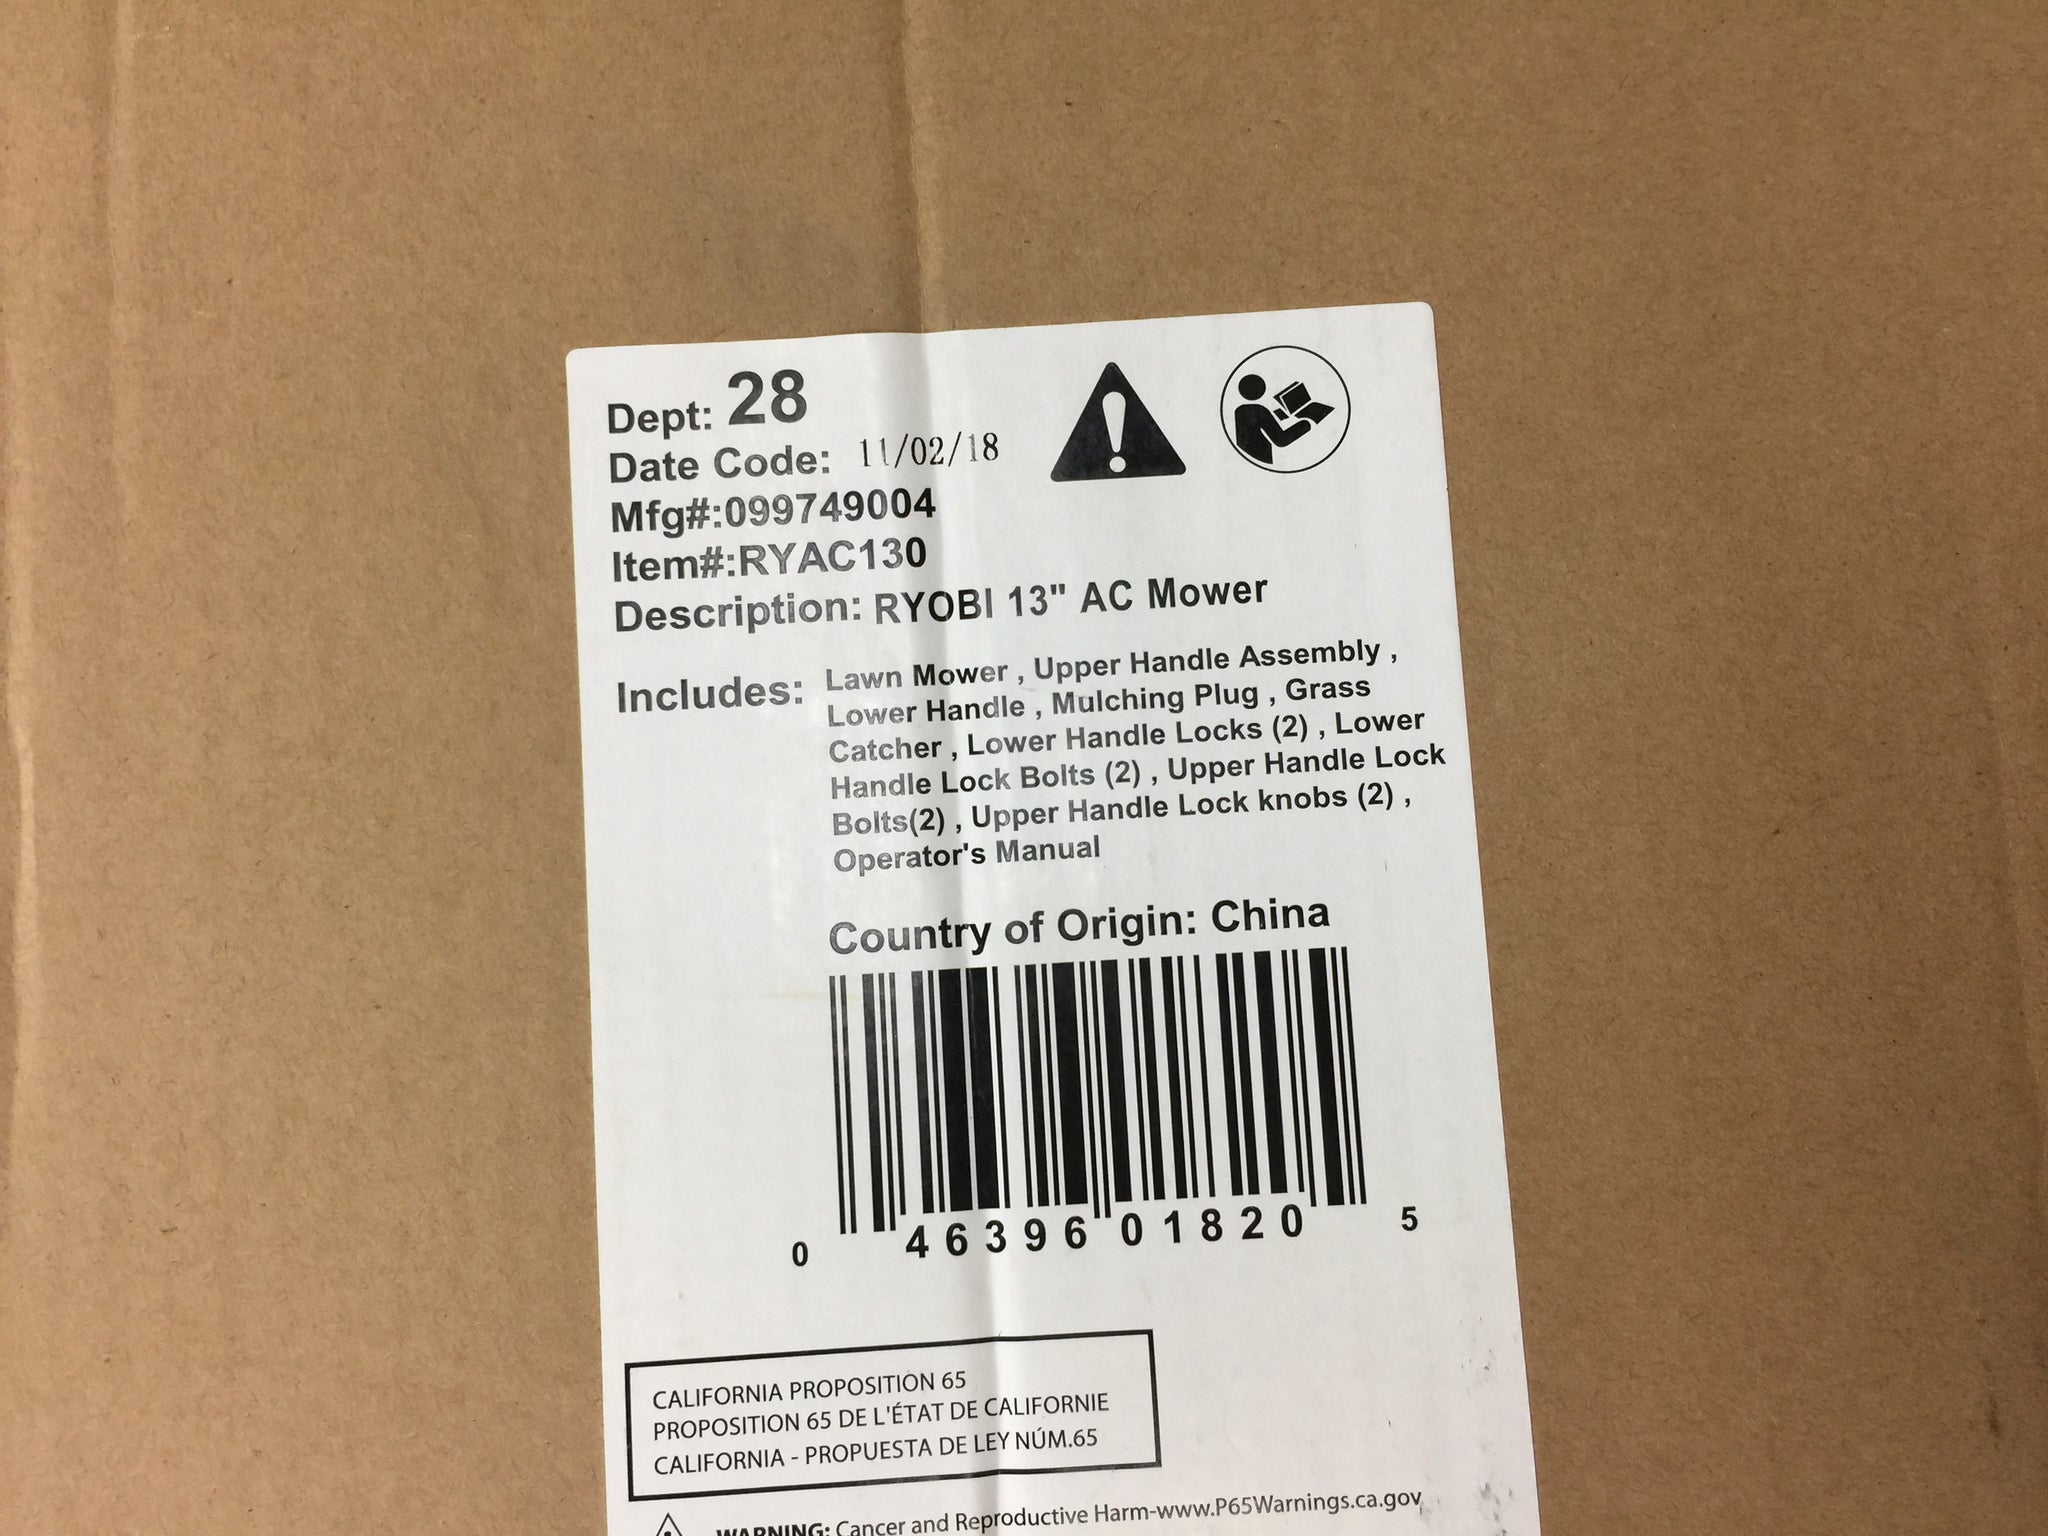 Dept: 28
Date Code: 11/02/18
Mfg#:099749004
Item#:RYAC130
Description: RYOBI 13" AC Mower
Includes: Lawn Mower , Upper Handle Assembly ,
Lower Handle , Mulching Plug , Grass
Catcher , Lower Handle Locks (2) , Lower
Handle Lock Bolts (2) , Upper Handle Lock
Bolts(2) , Upper Handle Lock knobs (2) ,
Operator's Manual
Country of Origin: China
0 46396 01820 5
CALIFORNIA PROPOSITION 65
PROPOSITION 65 DE L'ÉTAT DE CALIFORNIE
CALIFORNIA - PROPUESTA DE LEY NÚM.65
WARNING: Cancer and Reproductive Harm-www.P65Warnings.ca.gov